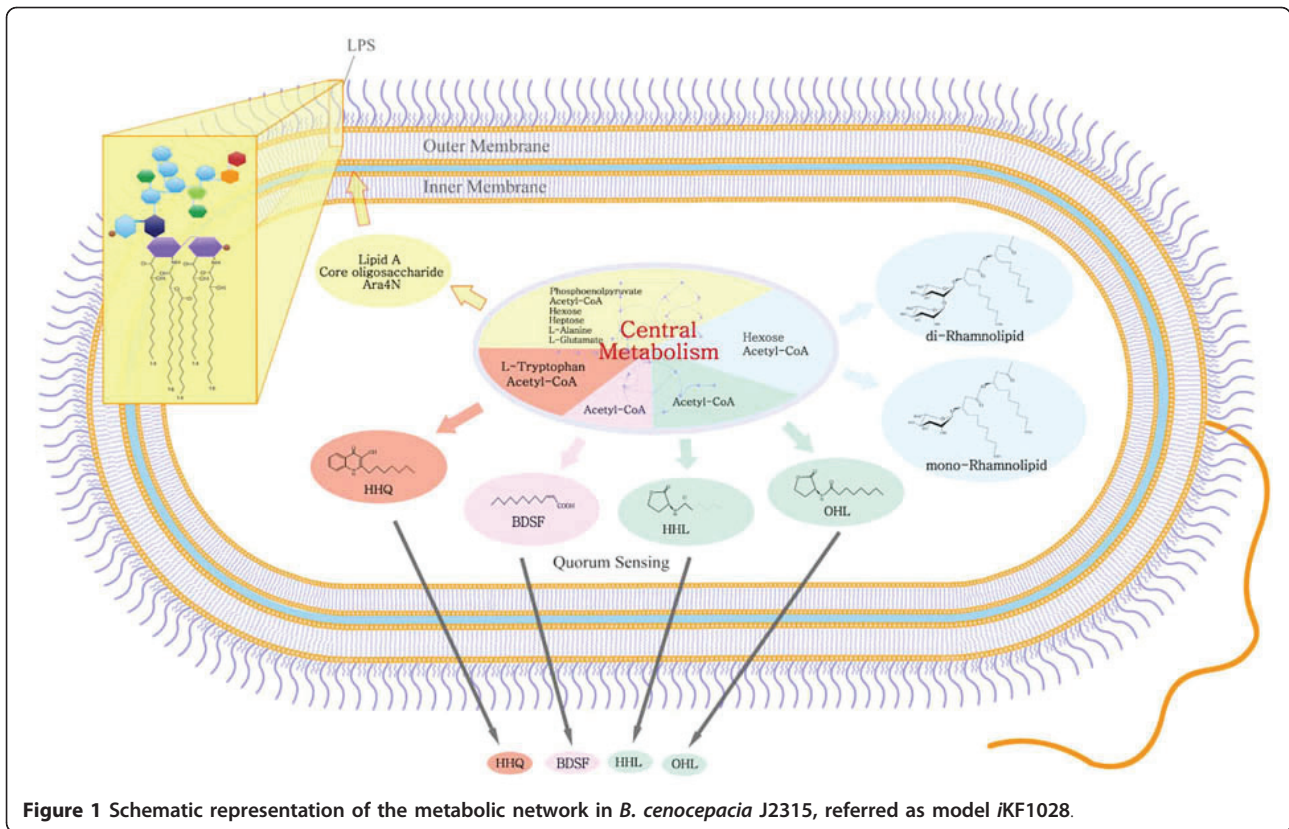 LPS
Outer Membrane
Inner Membrane
Lipid A
Core oligosaccharide
Ara4N
Phosphoenolpyruvate
Acetyl-CoA
Hexose
Heptose
L-Alanine
L-Glutamate
Central
Metabolism
Hexose
Acetyl-CoA
L-Tryptophan
Acetyl-CoA
Acetyl-CoA
Acetyl-CoA
di-Rhamnolipid
mono-Rhamnolipid
HHQ
COOH
BDSF
HHL
OHL
Quorum Sensing
HHQ
BDSF
HHL
OHL
Figure 1 Schematic representation of the metabolic network in B. cenocepacia J2315, referred as model iKF1028.